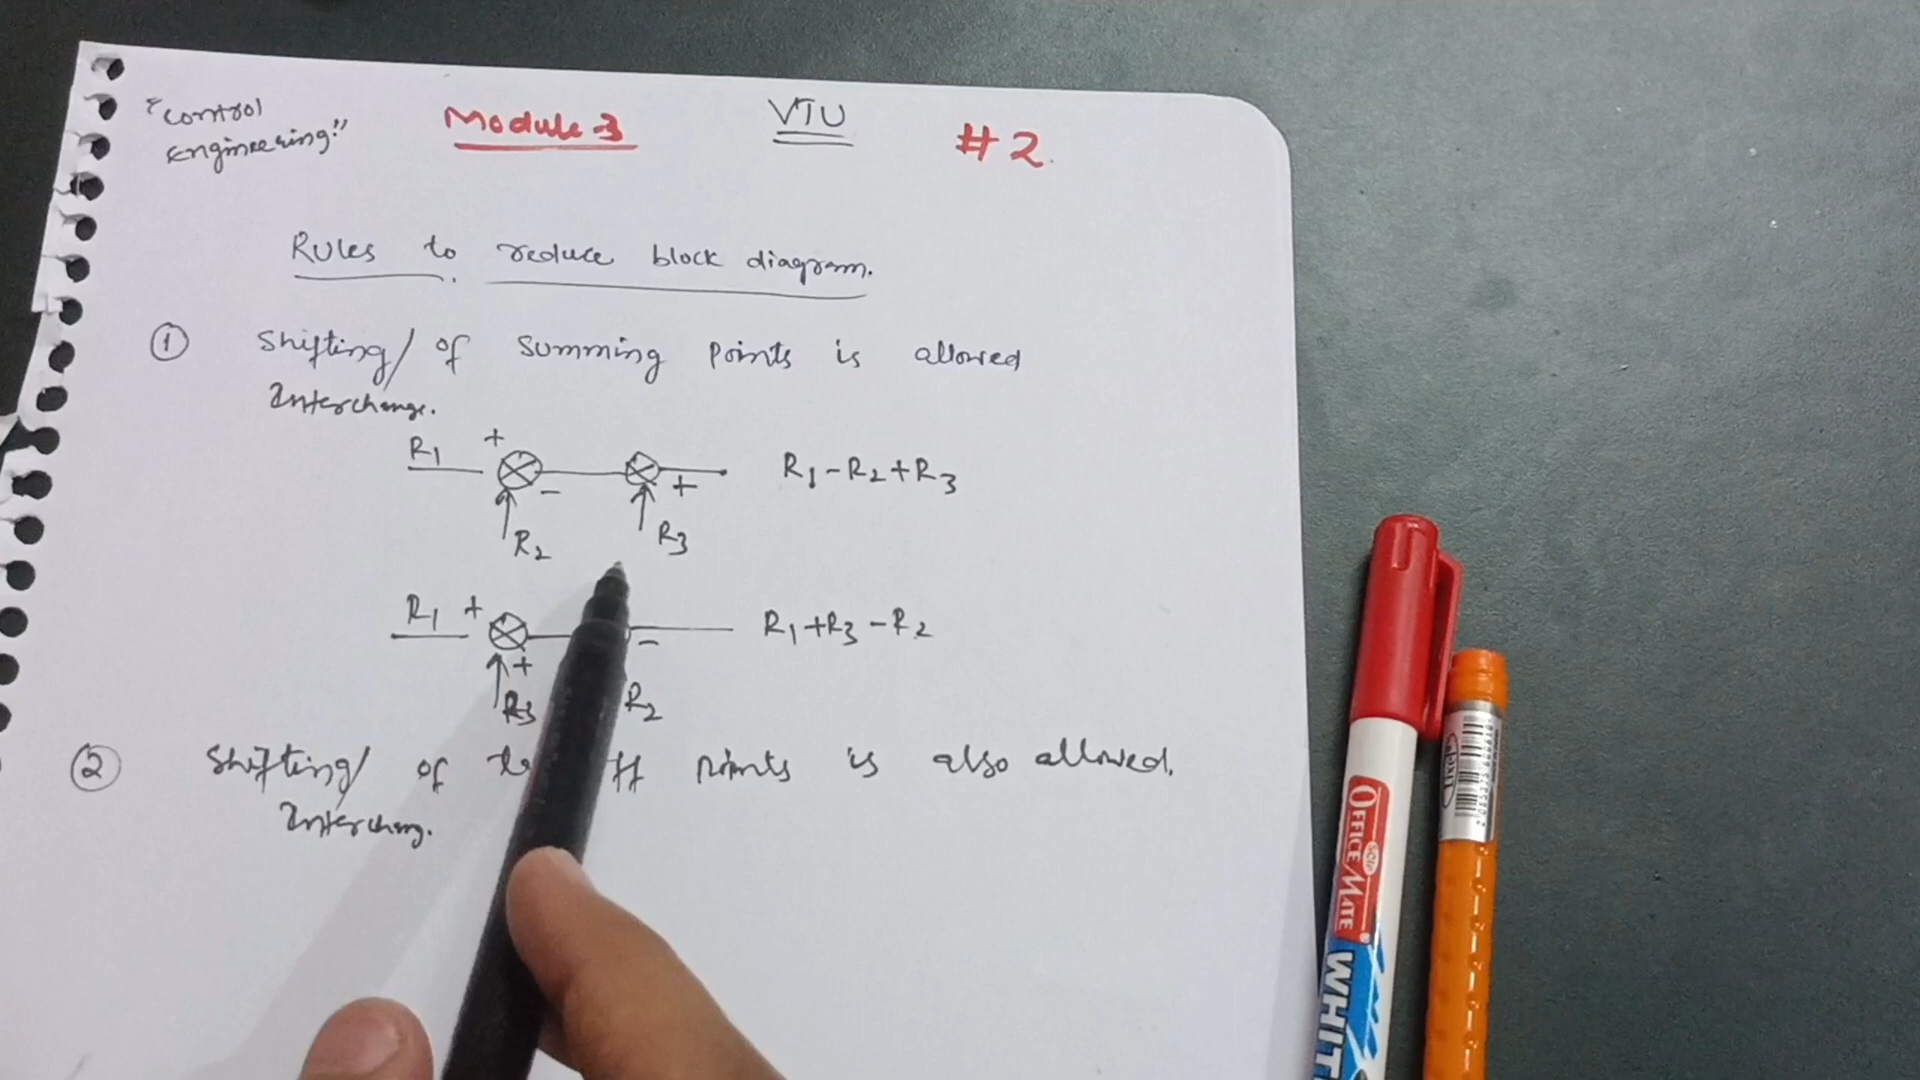 "control
Engineering"
Module-3
VTU
#2.
Rules to reduce block diagram.
① Shifting/ of summing points is allowed
Interchange.
R1 + - + R1-R2+R3
R2 R3
R1 + - R1+R3-R2
+
R3 R2
② Shifting/ of points is also allowed.
Interchang.
OFFICE MATE
WHIT